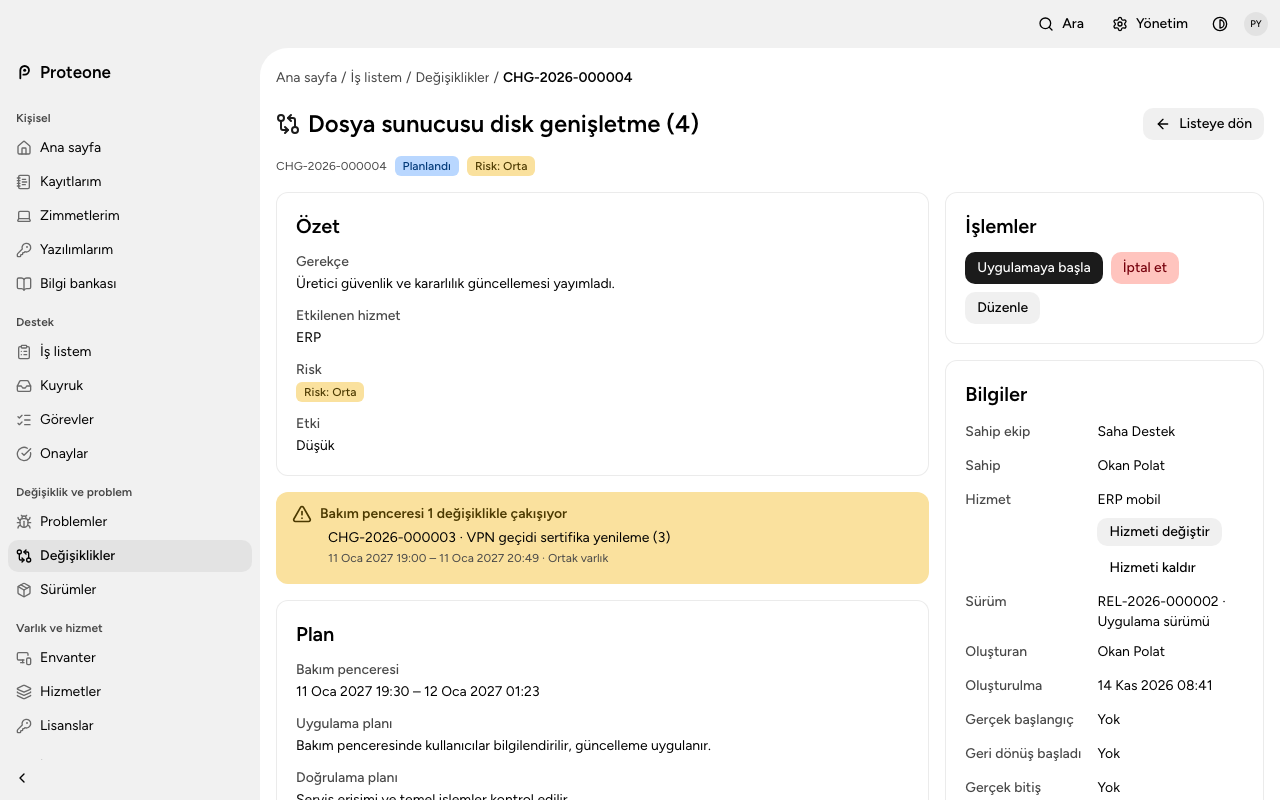 Ara
Yönetim
PY
Proteone
Kişisel
Ana sayfa
Kayıtlarım
Zimmetlerim
Yazılımlarım
Bilgi bankası
Destek
İş listem
Kuyruk
Görevler
Onaylar
Değişiklik ve problem
Problemler
Değişiklikler
Sürümler
Varlık ve hizmet
Envanter
Hizmetler
Lisanslar
Ana sayfa / İş listem / Değişiklikler / CHG-2026-000004
Dosya sunucusu disk genişletme (4)
Listeye dön
CHG-2026-000004 Planlandı Risk: Orta
Özet
Gerekçe
Üretici güvenlik ve kararlılık güncellemesi yayımladı.
Etkilenen hizmet
ERP
Risk
Risk: Orta
Etki
Düşük
Bakım penceresi 1 değişiklikle çakışıyor
CHG-2026-000003 · VPN geçidi sertifika yenileme (3)
11 Oca 2027 19:00 – 11 Oca 2027 20:49 · Ortak varlık
Plan
Bakım penceresi
11 Oca 2027 19:30 – 12 Oca 2027 01:23
Uygulama planı
Bakım penceresinde kullanıcılar bilgilendirilir, güncelleme uygulanır.
Doğrulama planı
Servis erişimi ve temel işlemler kontrol edilir.
İşlemler
Uygulamaya başla İptal et
Düzenle
Bilgiler
Sahip ekip Saha Destek
Sahip Okan Polat
Hizmet ERP mobil
Hizmeti değiştir
Hizmeti kaldır
Sürüm REL-2026-000002 ·
Uygulama sürümü
Oluşturan Okan Polat
Oluşturulma 14 Kas 2026 08:41
Gerçek başlangıç Yok
Geri dönüş başladı Yok
Gerçek bitiş Yok